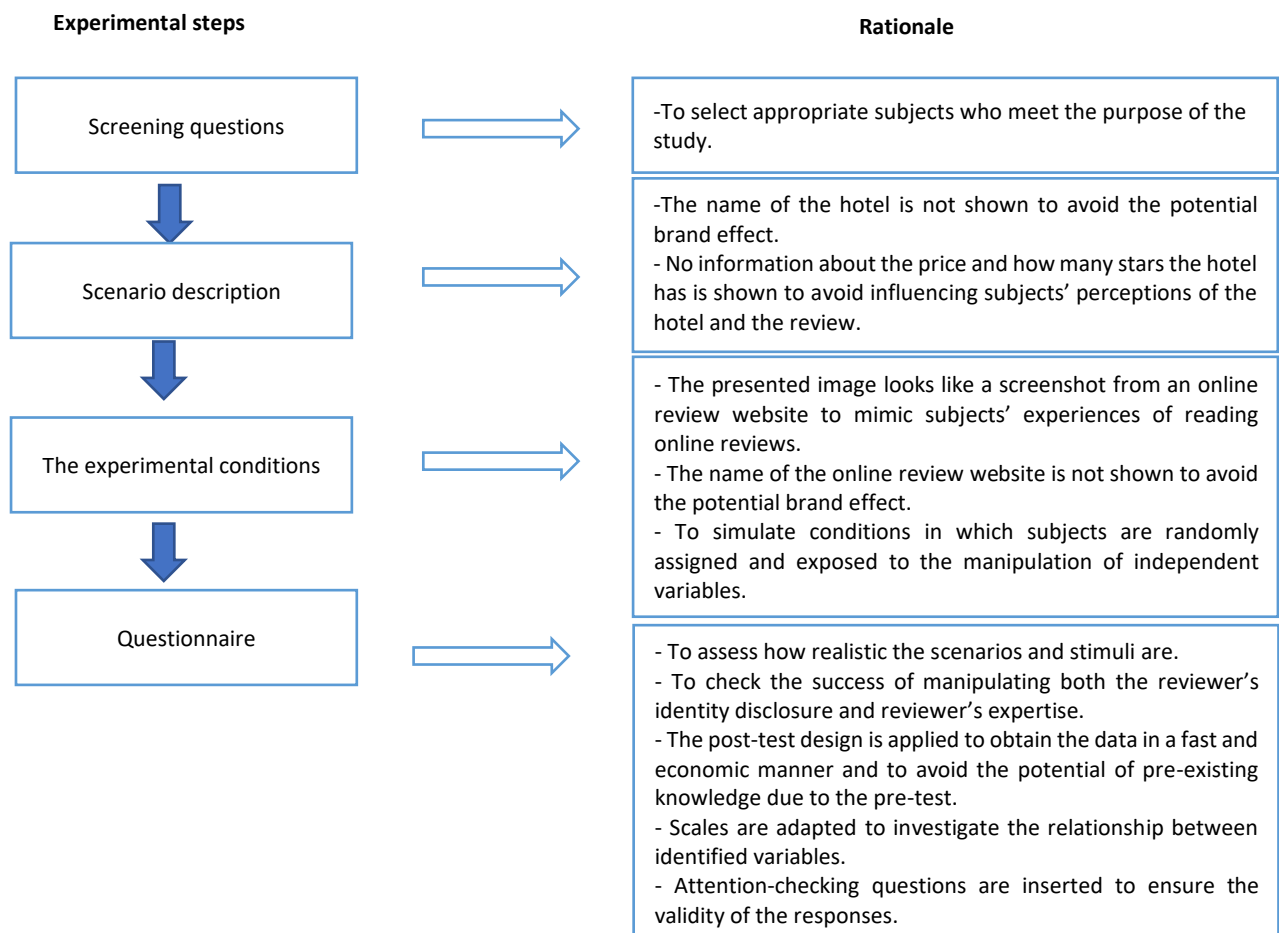 Experimental steps
Rationale
Screening questions
-To select appropriate subjects who meet the purpose of the
study.
Scenario description
-The name of the hotel is not shown to avoid the potential
brand effect.
- No information about the price and how many stars the hotel
has is shown to avoid influencing subjects’ perceptions of the
hotel and the review.
The experimental conditions
- The presented image looks like a screenshot from an online
review website to mimic subjects’ experiences of reading
online reviews.
- The name of the online review website is not shown to avoid
the potential brand effect.
- To simulate conditions in which subjects are randomly
assigned and exposed to the manipulation of independent
variables.
Questionnaire
- To assess how realistic the scenarios and stimuli are.
- To check the success of manipulating both the reviewer’s
identity disclosure and reviewer’s expertise.
- The post-test design is applied to obtain the data in a fast and
economic manner and to avoid the potential of pre-existing
knowledge due to the pre-test.
- Scales are adapted to investigate the relationship between
identified variables.
- Attention-checking questions are inserted to ensure the
validity of the responses.